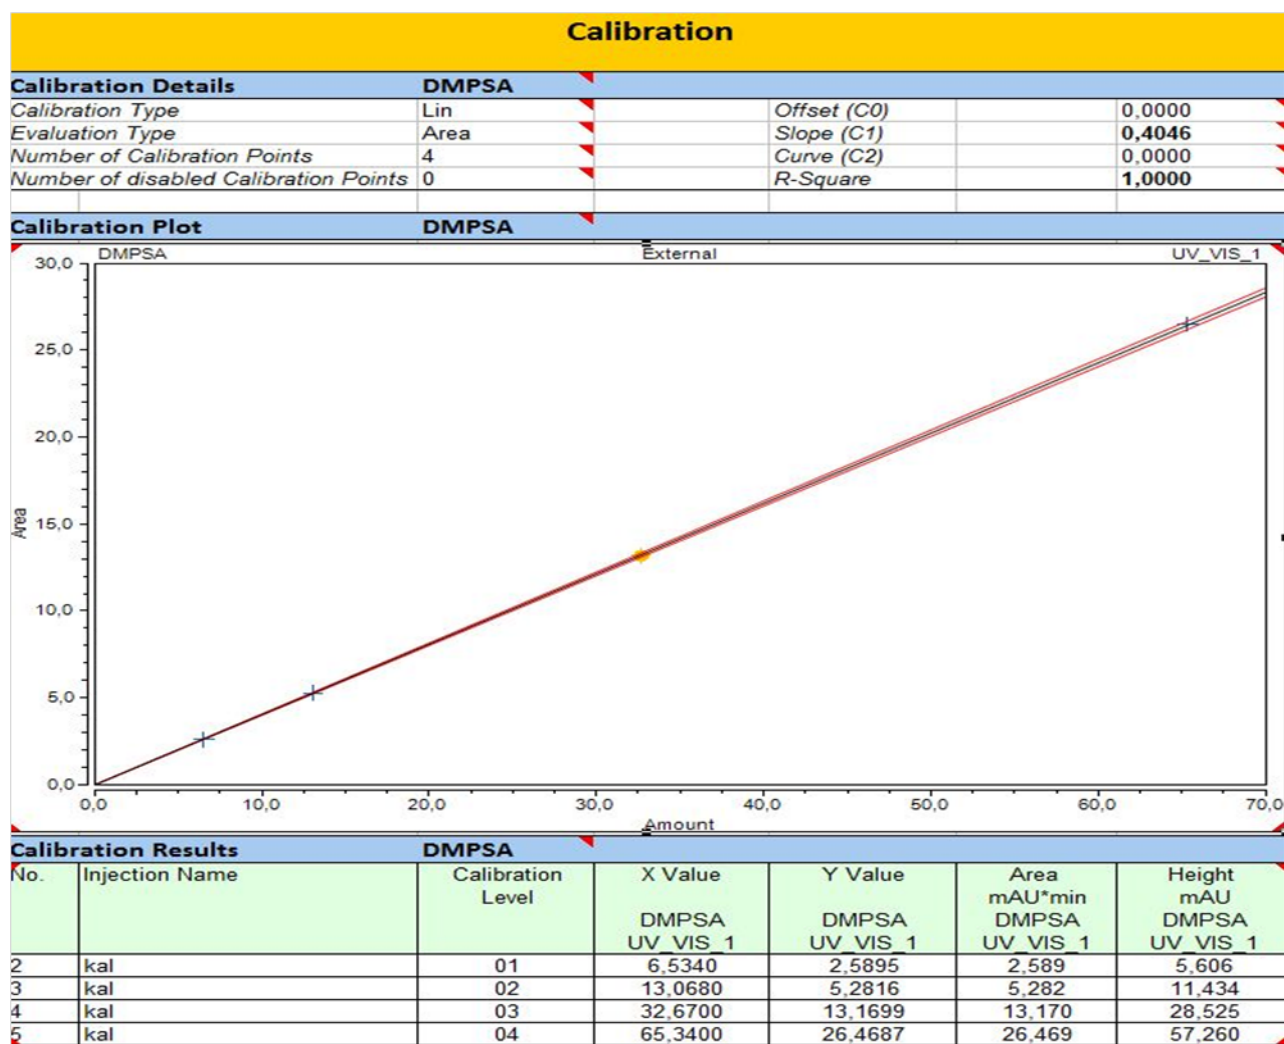 Calibration
Calibration Details DMPSA
Calibration Type Lin Offset (C0) 0,0000
Evaluation Type Area Slope (C1) 0,4046
Number of Calibration Points 4 Curve (C2) 0,0000
Number of disabled Calibration Points 0 R-Square 1,0000
Calibration Plot DMPSA
DMPSA External UV_VIS_1
30,0
25,0
20,0
15,0
Area
10,0
5,0
0,0
0,0 10,0 20,0 30,0 40,0 50,0 60,0 70,0
Amount
Calibration Results DMPSA
No. Injection Name Calibration X Value Y Value Area Height
Level mAU*min mAU
DMPSA DMPSA DMPSA DMPSA
UV_VIS_1 UV_VIS_1 UV_VIS_1 UV_VIS_1
2 kal 01 6,5340 2,5895 2,589 5,606
3 kal 02 13,0680 5,2816 5,282 11,434
4 kal 03 32,6700 13,1699 13,170 28,525
5 kal 04 65,3400 26,4687 26,469 57,260